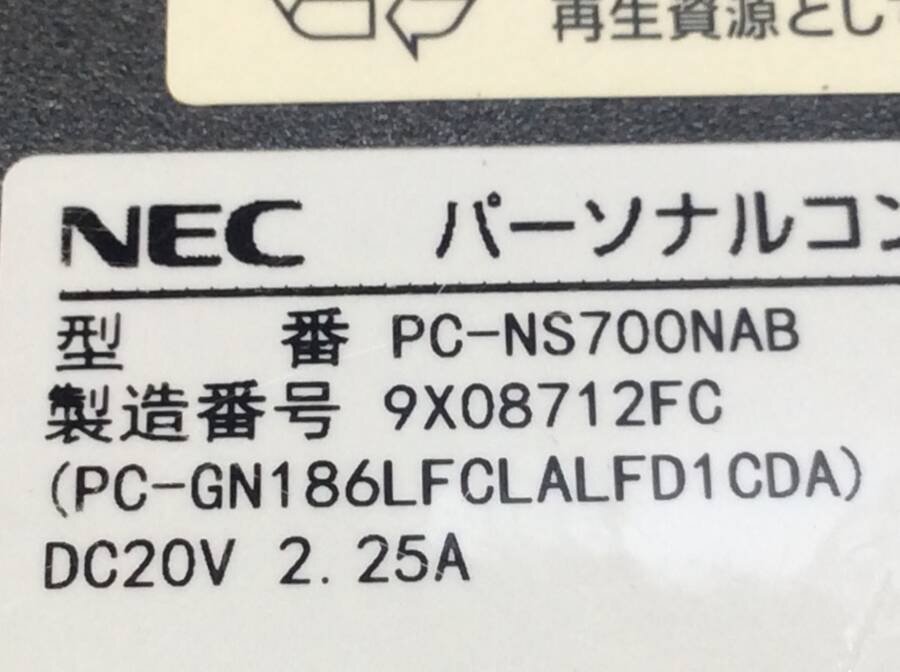 再生資源として
NEC パーソナルコン
型 番 PC-NS700NAB
製造番号 9X08712FC
(PC-GN186LFCLALFD1CDA)
DC20V 2.25A